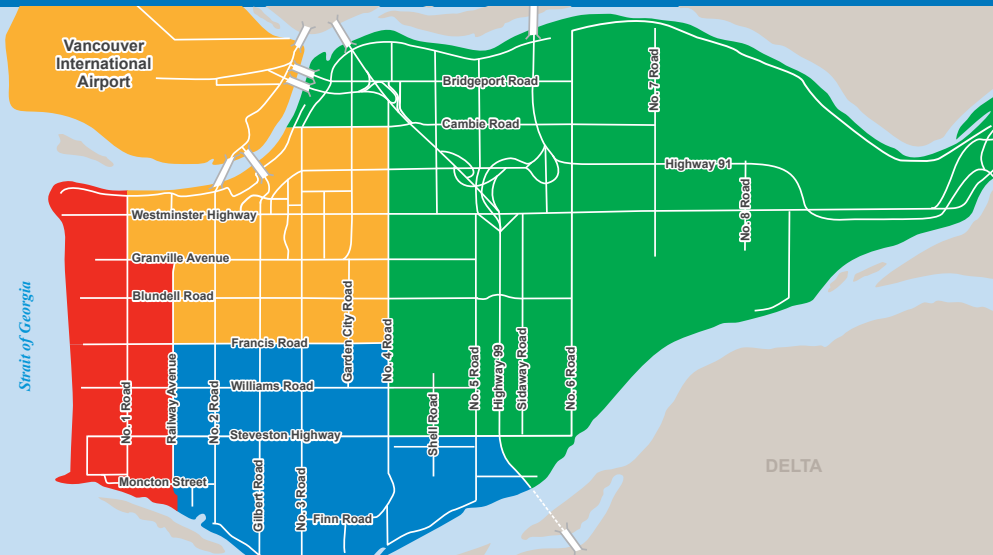 Vancouver
International
Airport
Bridgeport Road
No. 7 Road
Cambie Road
Highway 91
No. 8 Road
Westminster Highway
Granville Avenue
Blundell Road
Strait of Georgia
Garden City Road
No. 4 Road
Francis Road
No. 5 Road
Highway 99
Sidaway Road
No. 6 Road
No. 1 Road
Railway Avenue
No. 2 Road
Williams Road
Shell Road
Steveston Highway
Moncton Street
Gilbert Road
No. 3 Road
Finn Road
DELTA